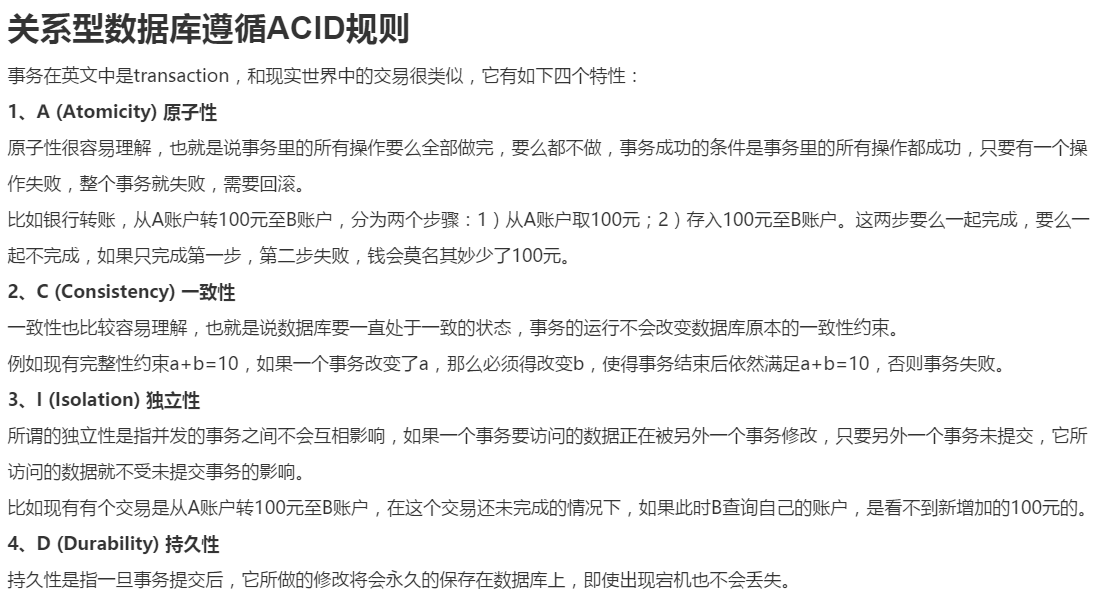 关系型数据库遵循ACID规则
事务在英文中是transaction，和现实世界中的交易很类似，它有如下四个特性：
1、A (Atomicity) 原子性
原子性很容易理解，也就是说事务里的所有操作要么全部做完，要么都不做，事务成功的条件是事务里的所有操作都成功，只要有一个操
作失败，整个事务就失败，需要回滚。
比如银行转账，从A账户转100元至B账户，分为两个步骤：1）从A账户取100元；2）存入100元至B账户。这两步要么一起完成，要么一
起不完成，如果只完成第一步，第二步失败，钱会莫名其妙少了100元。
2、C (Consistency) 一致性
一致性也比较容易理解，也就是说数据库要一直处于一致的状态，事务的运行不会改变数据库原本的一致性约束。
例如现有完整性约束a+b=10，如果一个事务改变了a，那么必须得改变b，使得事务结束后依然满足a+b=10，否则事务失败。
3、I (Isolation) 独立性
所谓的独立性是指并发的事务之间不会互相影响，如果一个事务要访问的数据正在被另外一个事务修改，只要另外一个事务未提交，它所
访问的数据就不受未提交事务的影响。
比如现有有个交易是从A账户转100元至B账户，在这个交易还未完成的情况下，如果此时B查询自己的账户，是看不到新增加的100元的。
4、D (Durability) 持久性
持久性是指一旦事务提交后，它所做的修改将会永久的保存在数据库上，即使出现宕机也不会丢失。